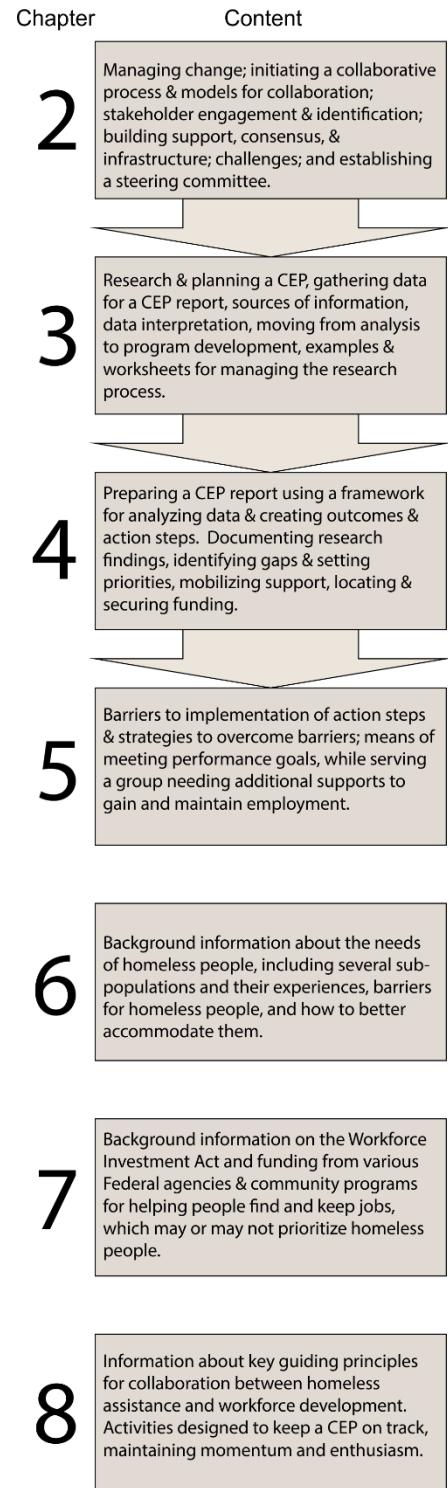 Chapter
Content
2
Managing change; initiating a collaborative
process & models for collaboration;
stakeholder engagement & identification;
building support, consensus, &
infrastructure; challenges; and establishing
a steering committee.
3
Research & planning a CEP, gathering data
for a CEP report, sources of information,
data interpretation, moving from analysis
to program development, examples &
worksheets for managing the research
process.
4
Preparing a CEP report using a framework
for analyzing data & creating outcomes &
action steps.  Documenting research
findings, identifying gaps & setting
priorities, mobilizing support, locating &
securing funding.
5
Barriers to implementation of action steps
& strategies to overcome barriers; means of
meeting performance goals, while serving
a group needing additional supports to
gain and maintain employment.
6
Background information about the needs
of homeless people, including several sub-
populations and their experiences, barriers
for homeless people, and how to better
accommodate them.
7
Background information on the Workforce
Investment Act and funding from various
Federal agencies & community programs
for helping people find and keep jobs,
which may or may not prioritize homeless
people.
8
Information about key guiding principles
for collaboration between homeless
assistance and workforce development.
Activities designed to keep a CEP on track,
maintaining momentum and enthusiasm.